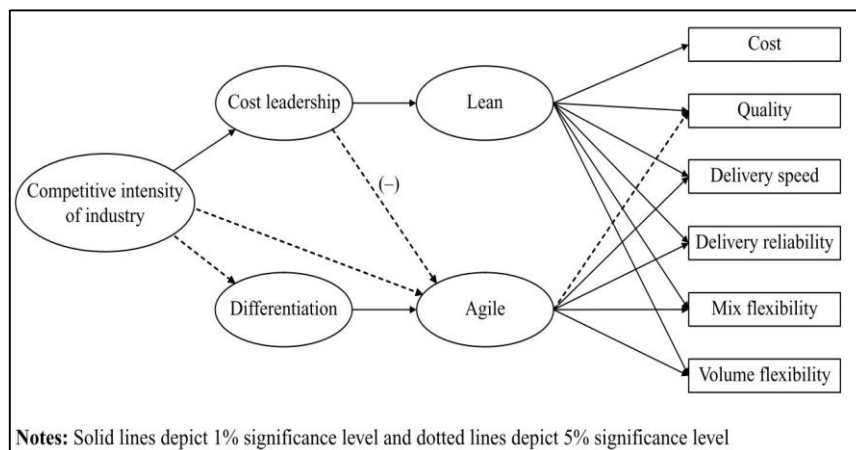 Cost
Cost leadership
Lean
Quality
Competitive intensity
of industry
(–)
Delivery speed
Delivery reliability
Differentiation
Agile
Mix flexibility
Volume flexibility
Notes: Solid lines depict 1% significance level and dotted lines depict 5% significance level